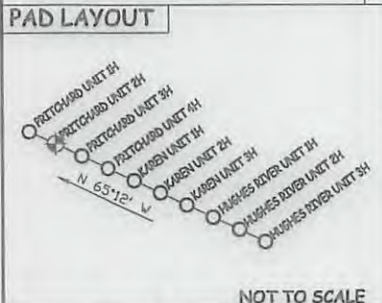 PAD LAYOUT
PRITCHARD UNIT 1H
PRITCHARD UNIT 2H
PRITCHARD UNIT 3H
PRITCHARD UNIT 4H
KAREN UNIT 1H
KAREN UNIT 2H
KAREN UNIT 3H
HUGHES RIVER UNIT 1H
HUGHES RIVER UNIT 2H
HUGHES RIVER UNIT 3H
N 65°12' W
NOT TO SCALE